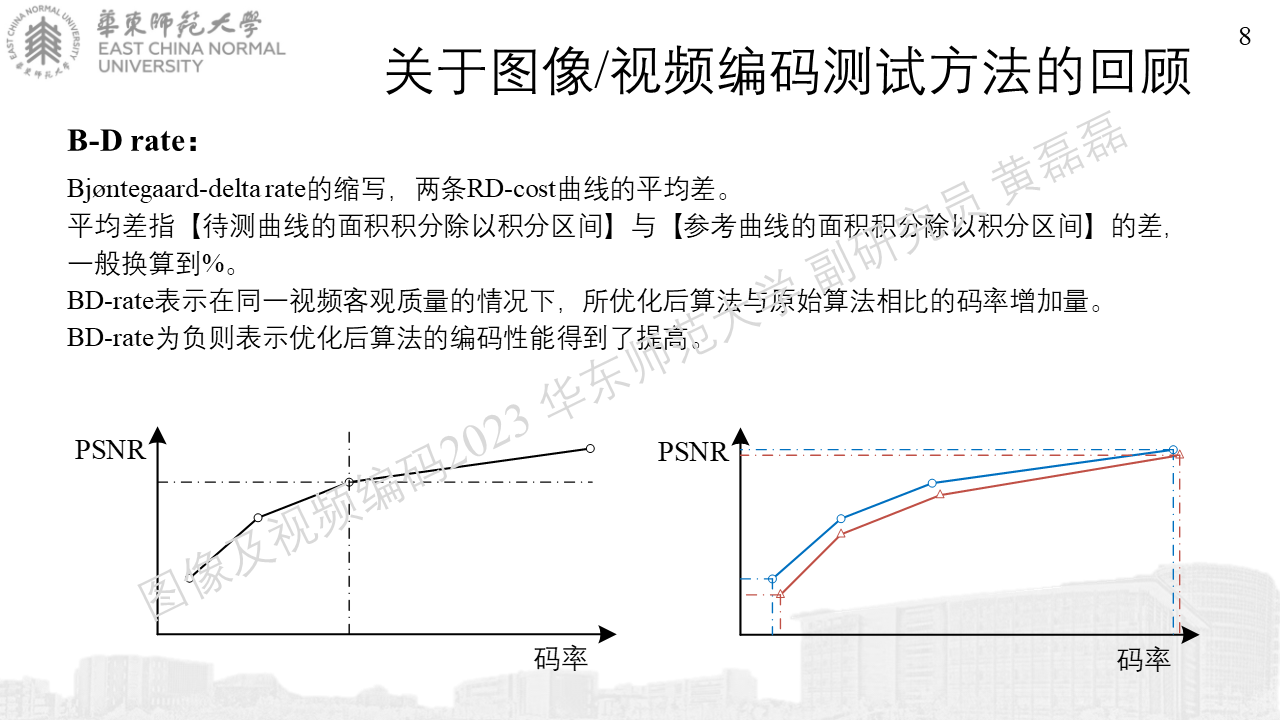 華東師範大學
EAST CHINA NORMAL
UNIVERSITY
EAST CHINA NORMAL UNIVERSITY
華東師范大學
8
关于图像/视频编码测试方法的回顾
B-D rate：
Bjøntegaard-delta rate的缩写，两条RD-cost曲线的平均差。
平均差指【待测曲线的面积积分除以积分区间】与【参考曲线的面积积分除以积分区间】的差，
一般换算到%。
BD-rate表示在同一视频客观质量的情况下，所优化后算法与原始算法相比的码率增加量。
BD-rate为负则表示优化后算法的编码性能得到了提高。
图像及视频编码2023 华东师范大学 副研究员 黄磊磊
PSNR
码率
PSNR
码率